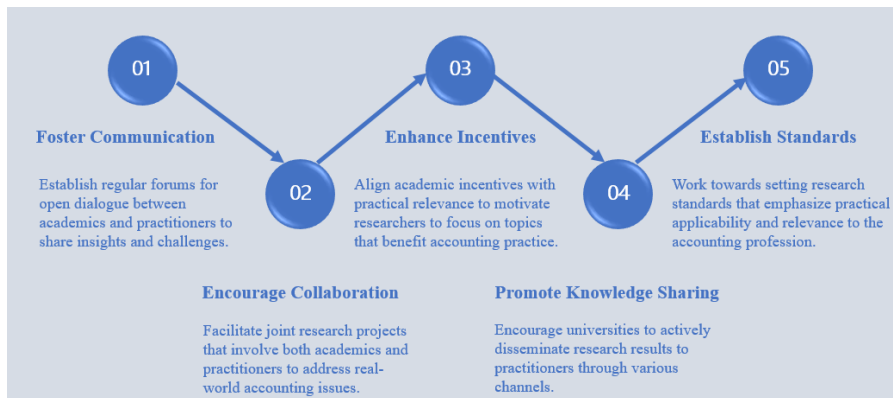 01
Foster Communication
Establish regular forums for
open dialogue between
academics and practitioners to
share insights and challenges.
02
Encourage Collaboration
Facilitate joint research projects
that involve both academics and
practitioners to address real-
world accounting issues.
03
Enhance Incentives
Align academic incentives with
practical relevance to motivate
researchers to focus on topics
that benefit accounting practice.
04
Promote Knowledge Sharing
Encourage universities to actively
disseminate research results to
practitioners through various
channels.
05
Establish Standards
Work towards setting research
standards that emphasize practical
applicability and relevance to the
accounting profession.